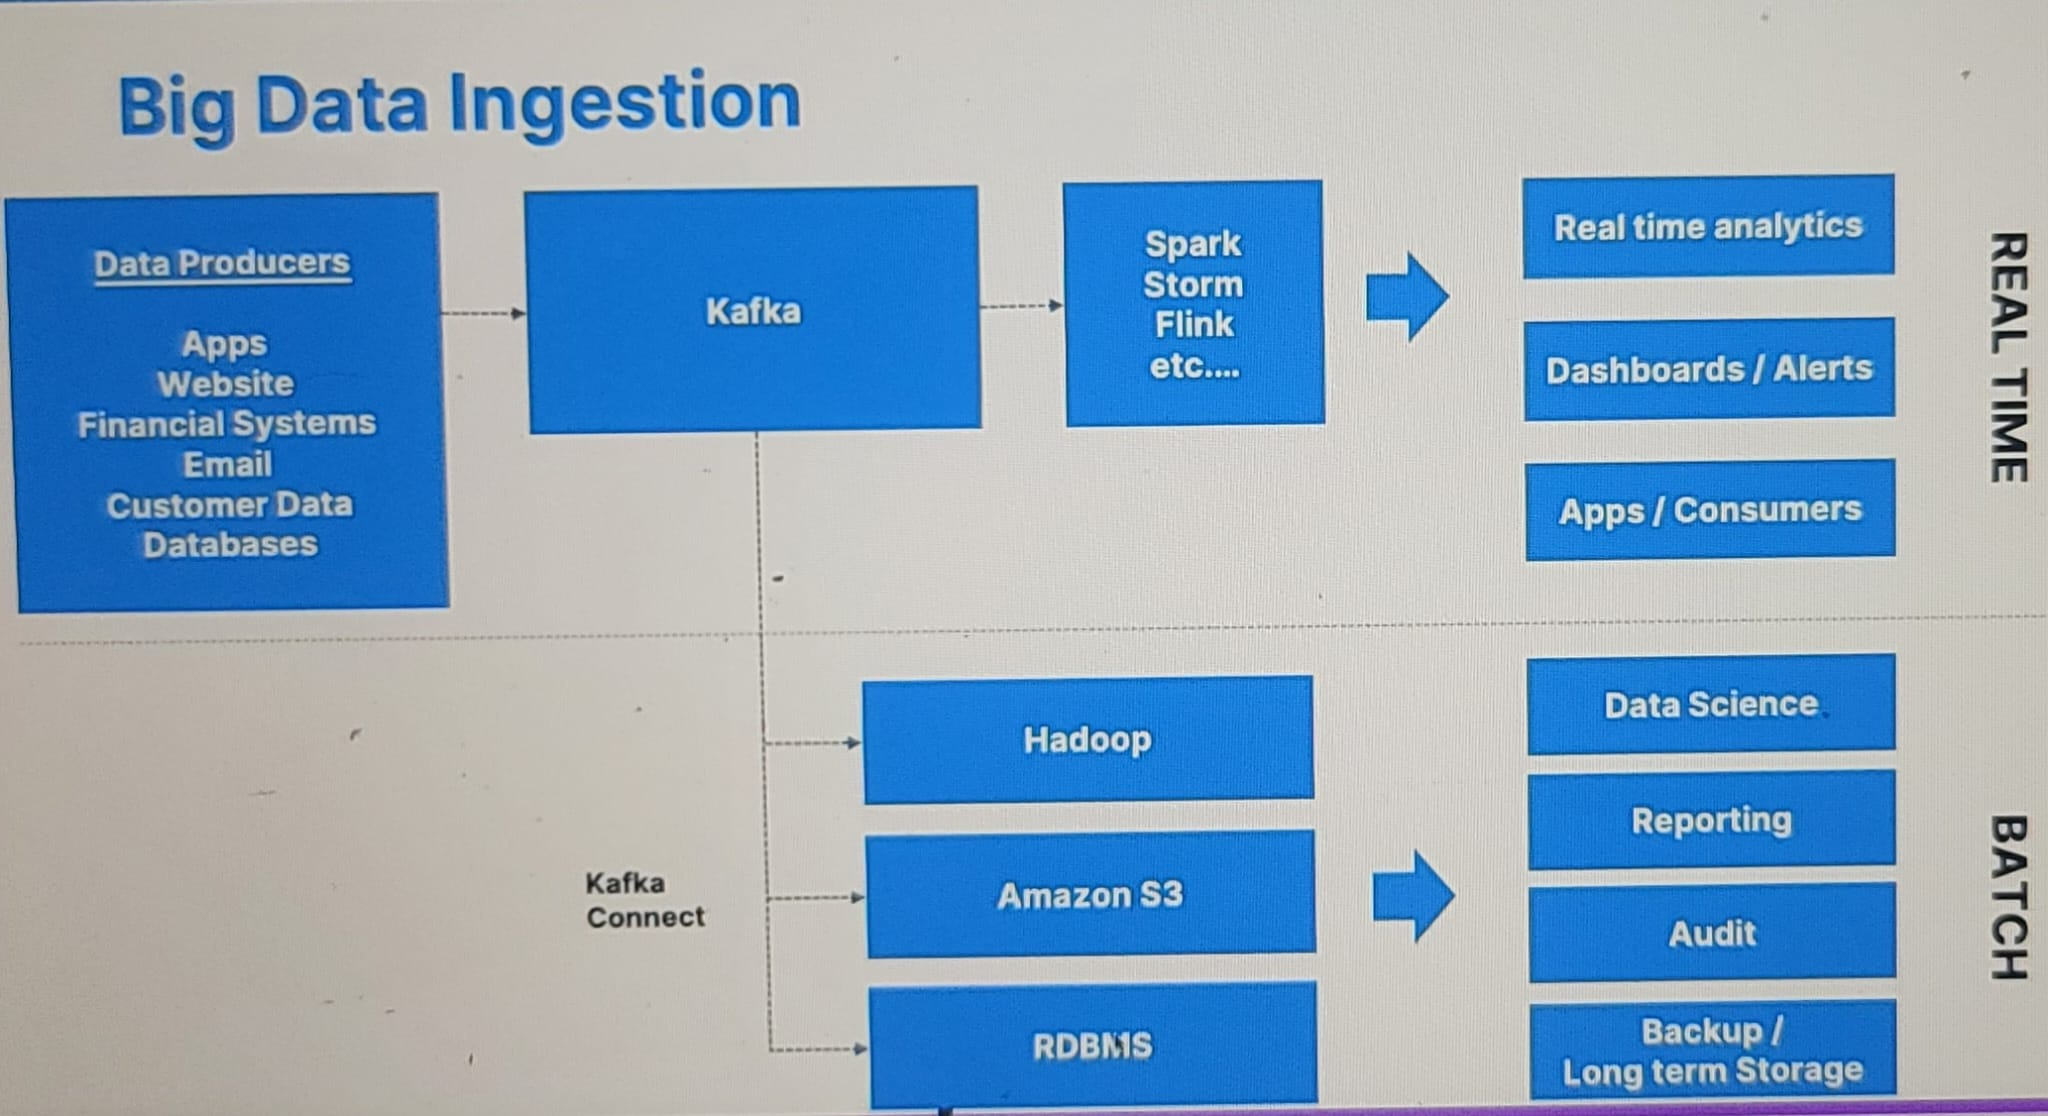 Big Data Ingestion
Data Producers
Apps
Website
Financial Systems
Email
Customer Data
Databases
Kafka
Spark
Storm
Flink
etc....
Real time analytics
Dashboards / Alerts
Apps / Consumers
REAL TIME
Kafka
Connect
Hadoop
Amazon S3
RDBMS
Data Science
Reporting
Audit
Backup /
Long term Storage
BATCH